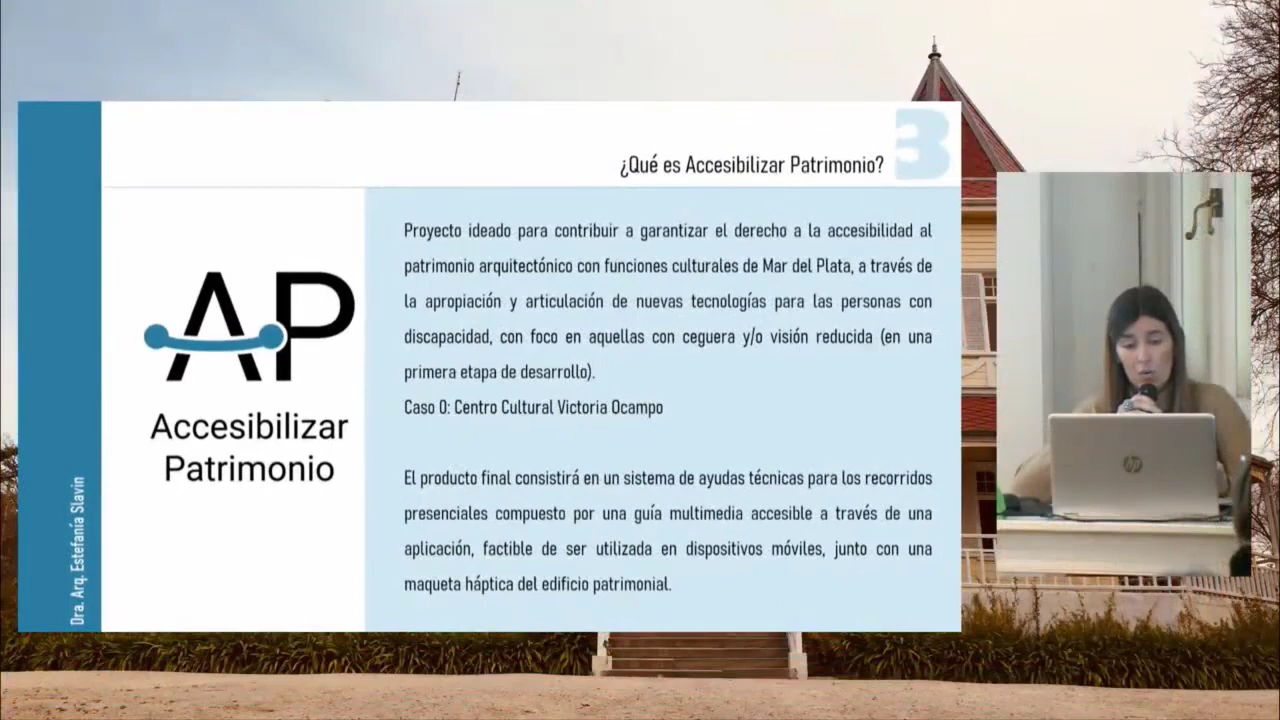 3
¿Qué es Accesibilizar Patrimonio?
AP
Accesibilizar
Patrimonio
Proyecto ideado para contribuir a garantizar el derecho a la accesibilidad al
patrimonio arquitectónico con funciones culturales de Mar del Plata, a través de
la apropiación y articulación de nuevas tecnologías para las personas con
discapacidad, con foco en aquellas con ceguera y/o visión reducida (en una
primera etapa de desarrollo).
Caso 0: Centro Cultural Victoria Ocampo
El producto final consistirá en un sistema de ayudas técnicas para los recorridos
presenciales compuesto por una guía multimedia accesible a través de una
aplicación, factible de ser utilizada en dispositivos móviles, junto con una
maqueta háptica del edificio patrimonial.
Dra. Arq. Estefanía Slavin
hp